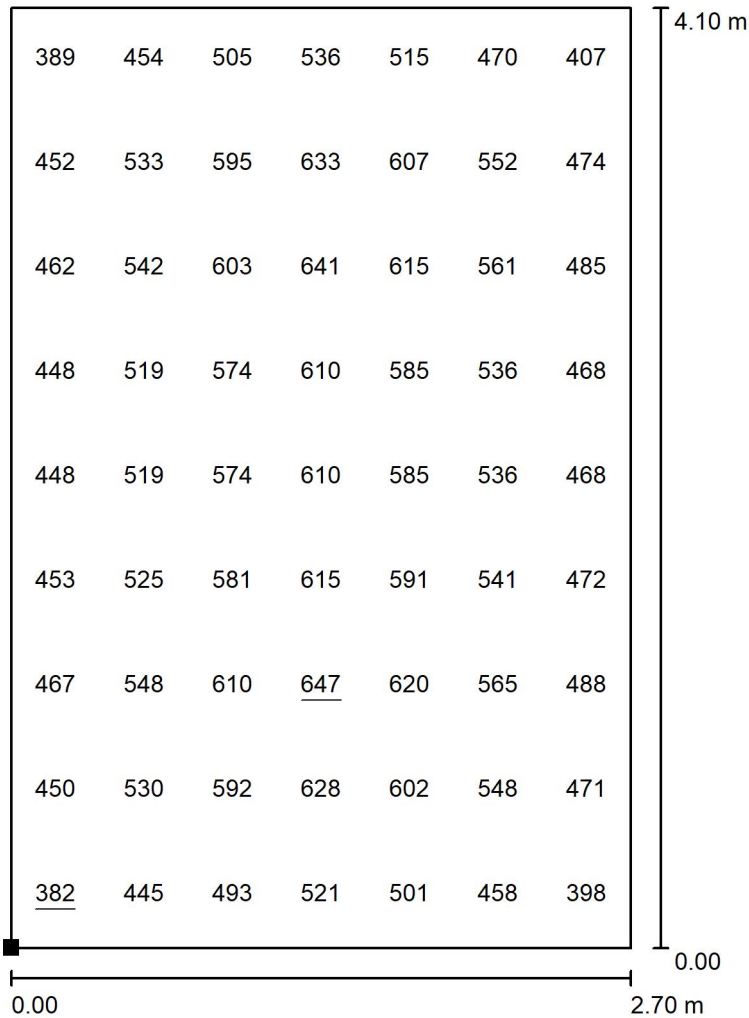 4.10 m
389 454 505 536 515 470 407
452 533 595 633 607 552 474
462 542 603 641 615 561 485
448 519 574 610 585 536 468
448 519 574 610 585 536 468
453 525 581 615 591 541 472
467 548 610 647 620 565 488
450 530 592 628 602 548 471
382 445 493 521 501 458 398
0.00
0.00 2.70 m